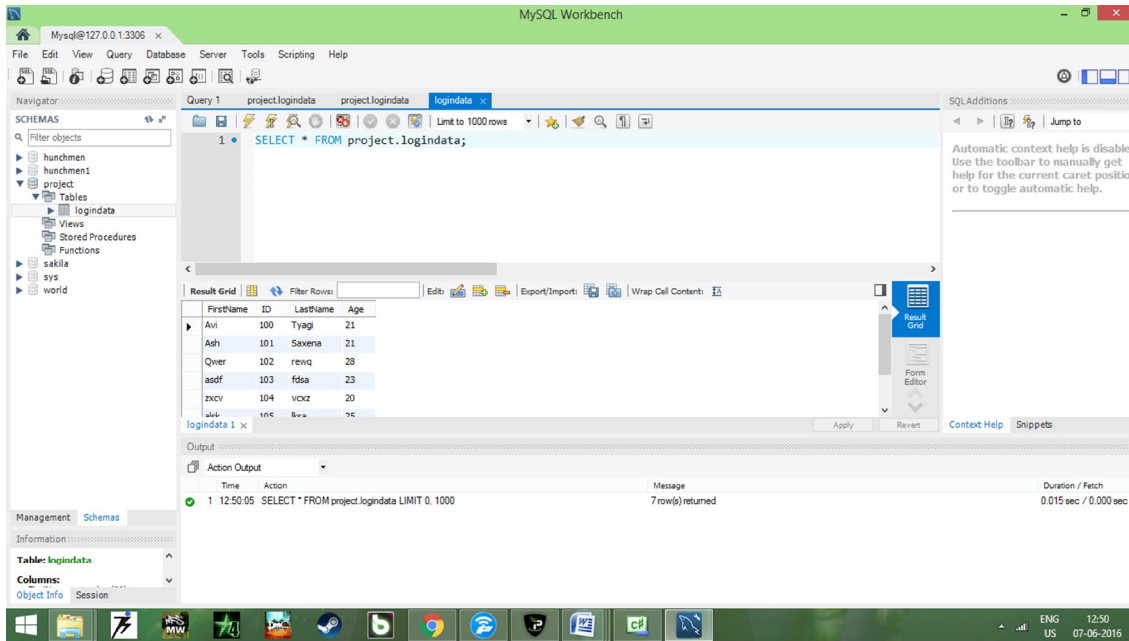 MySQL Workbench
Mysql@127.0.0.1:3306 ×
File Edit View Query Database Server Tools Scripting Help
Navigator
SCHEMAS
Filter objects
hunchmen
hunchmen1
project
Tables
logindata
Views
Stored Procedures
Functions
sakila
sys
world
Management Schemas
Information
Table: logindata
Columns:
Object Info Session
Query 1 project.logindata project.logindata logindata ×
Limit to 1000 rows
1 SELECT * FROM project.logindata;
Result Grid Filter Rows: Edit: Export/Import: Wrap Cell Content:
FirstName ID LastName Age
Avi 100 Tyagi 21
Ash 101 Saxena 21
Qwer 102 rewq 28
asdf 103 fdsa 23
zxcv 104 vcxz 20
105 25
Result Grid
Form Editor
logindata 1 × Apply Revert
SQLAdditions
Jump to
Automatic context help is disable
Use the toolbar to manually get
help for the current caret positio
or to toggle automatic help.
Context Help Snippets
Output
Action Output
Time Action Message Duration / Fetch
1 12:50:05 SELECT * FROM project.logindata LIMIT 0, 1000 7 row(s) returned 0.015 sec / 0.000 sec
ENG 12:50
US 07-06-2016